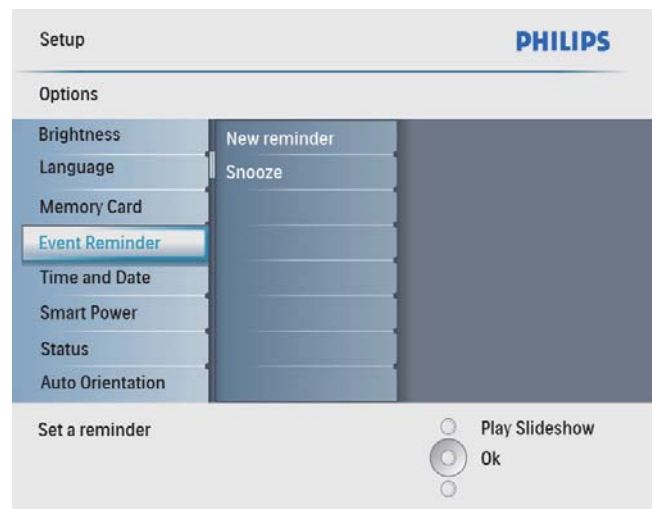 Setup
PHILIPS
Options
Brightness
Language
Memory Card
Event Reminder
Time and Date
Smart Power
Status
Auto Orientation
New reminder
Snooze
Set a reminder
Play Slideshow
Ok